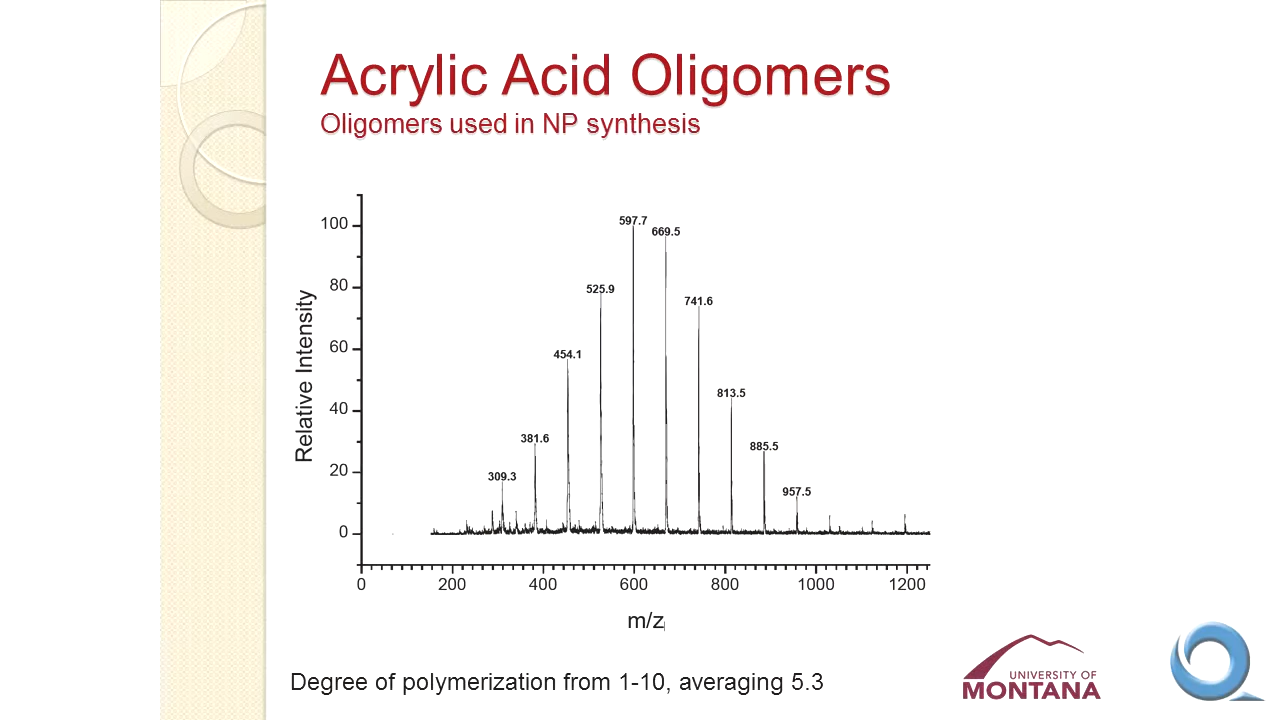 Acrylic Acid Oligomers
Oligomers used in NP synthesis
Relative Intensity
100
80
60
40
20
0
309.3
381.6
454.1
525.9
597.7
669.5
741.6
813.5
885.5
957.5
0 200 400 600 800 1000 1200
m/z
Degree of polymerization from 1-10, averaging 5.3
UNIVERSITY OF
MONTANA